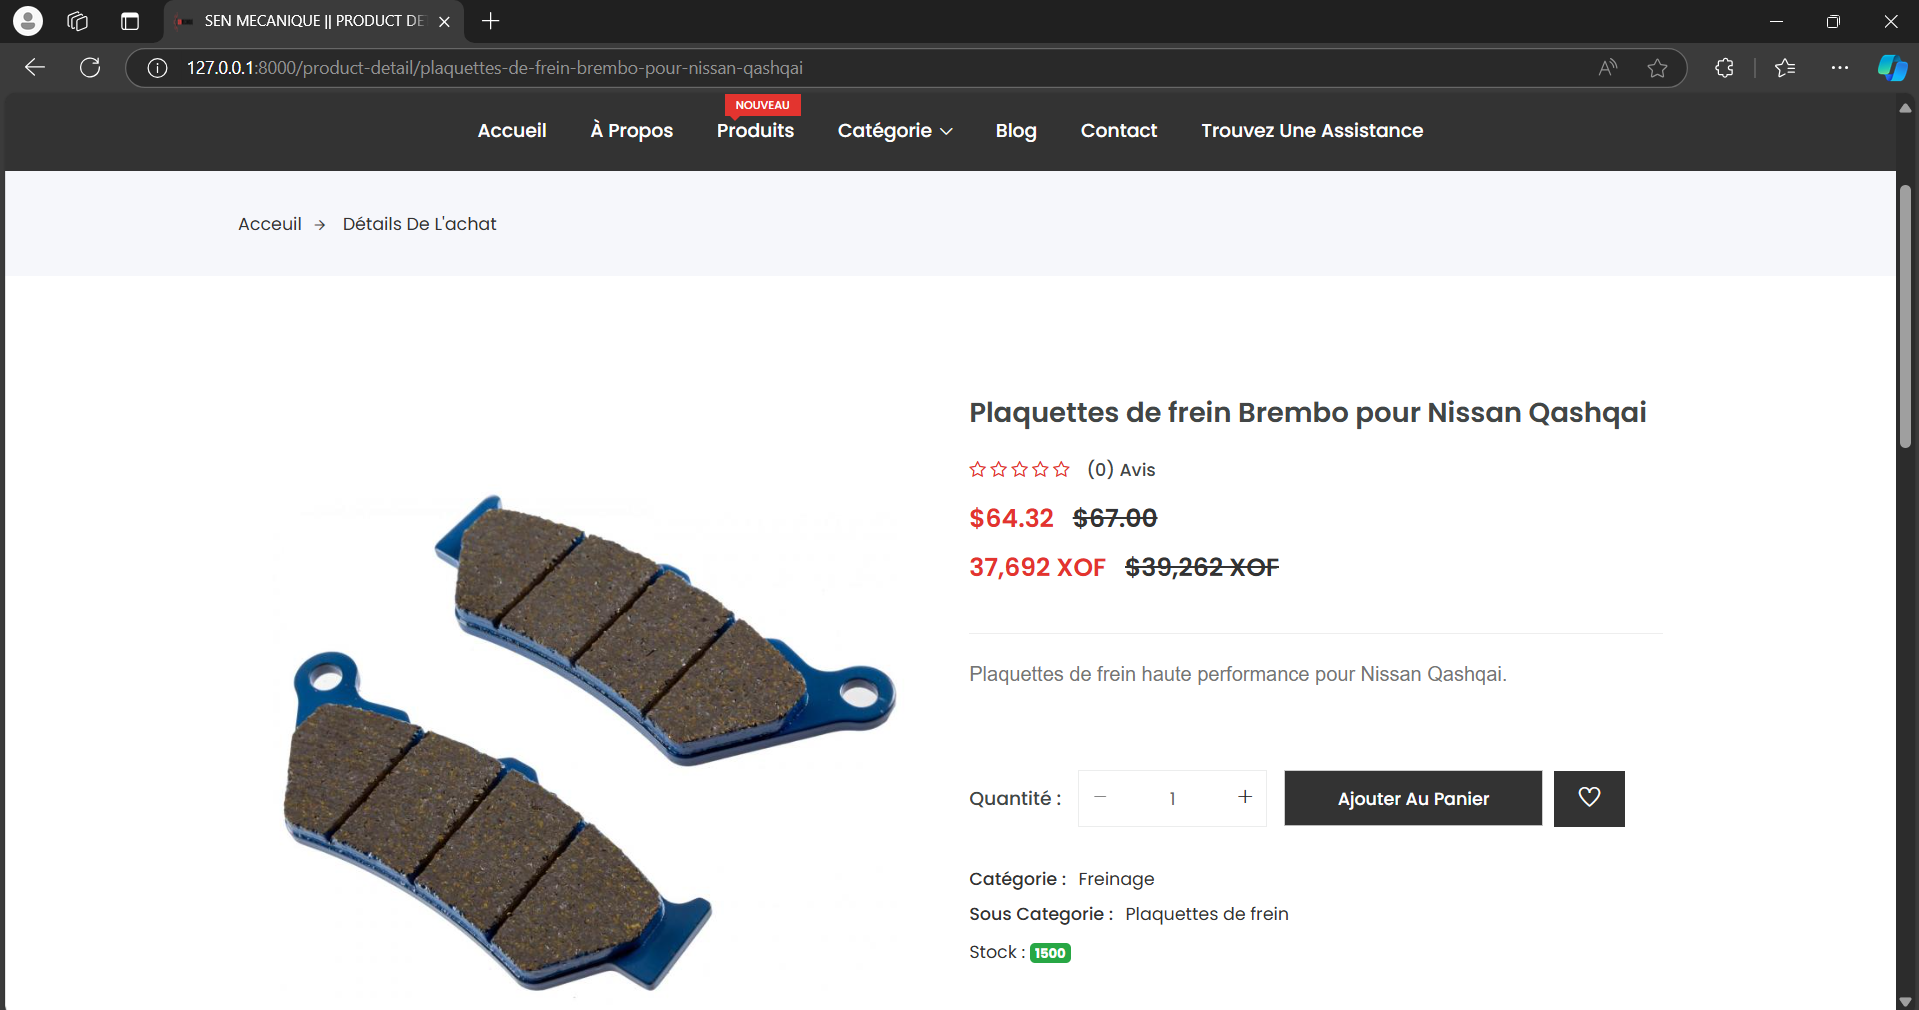 SEN MECANIQUE || PRODUCT DE
127.0.0.1:8000/product-detail/plaquettes-de-frein-brembo-pour-nissan-qashqai
NOUVEAU
Accueil À Propos Produits Catégorie Blog Contact Trouvez Une Assistance
Acceuil → Détails De L'achat
Plaquettes de frein Brembo pour Nissan Qashqai
(0) Avis
$64.32 $67.00
37,692 XOF $39,262 XOF
Plaquettes de frein haute performance pour Nissan Qashqai.
Quantité : − 1 + Ajouter Au Panier
Catégorie : Freinage
Sous Categorie : Plaquettes de frein
Stock : 1500